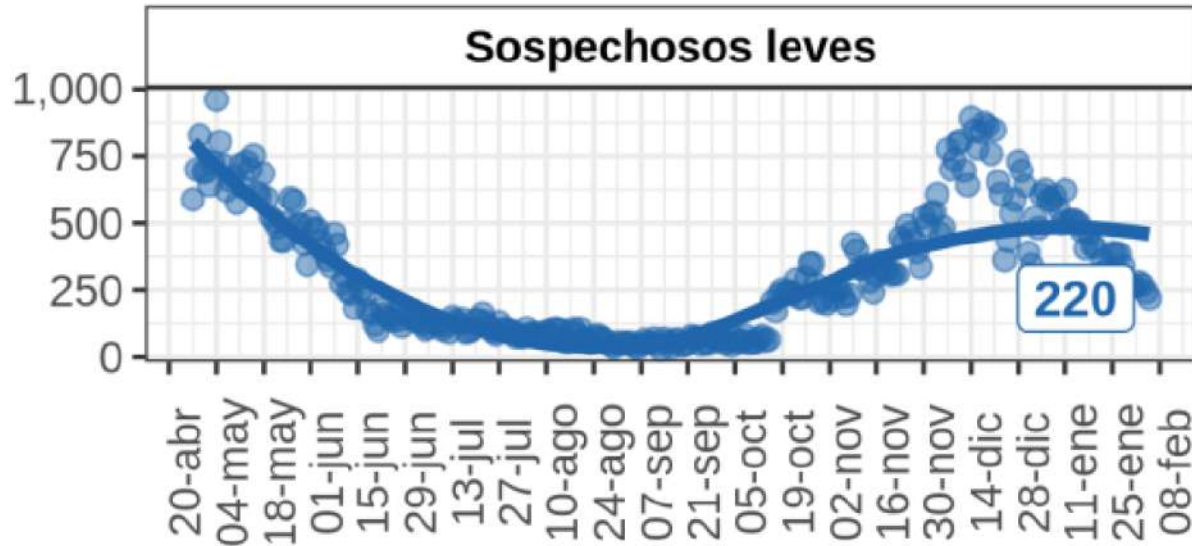 Sospechosos leves
1,000
750
500
250
0
220
20-abr
04-may
18-may
01-jun
15-jun
29-jun
13-jul
27-jul
10-ago
24-ago
07-sep
21-sep
05-oct
19-oct
02-nov
16-nov
30-nov
14-dic
28-dic
11-ene
25-ene
08-feb